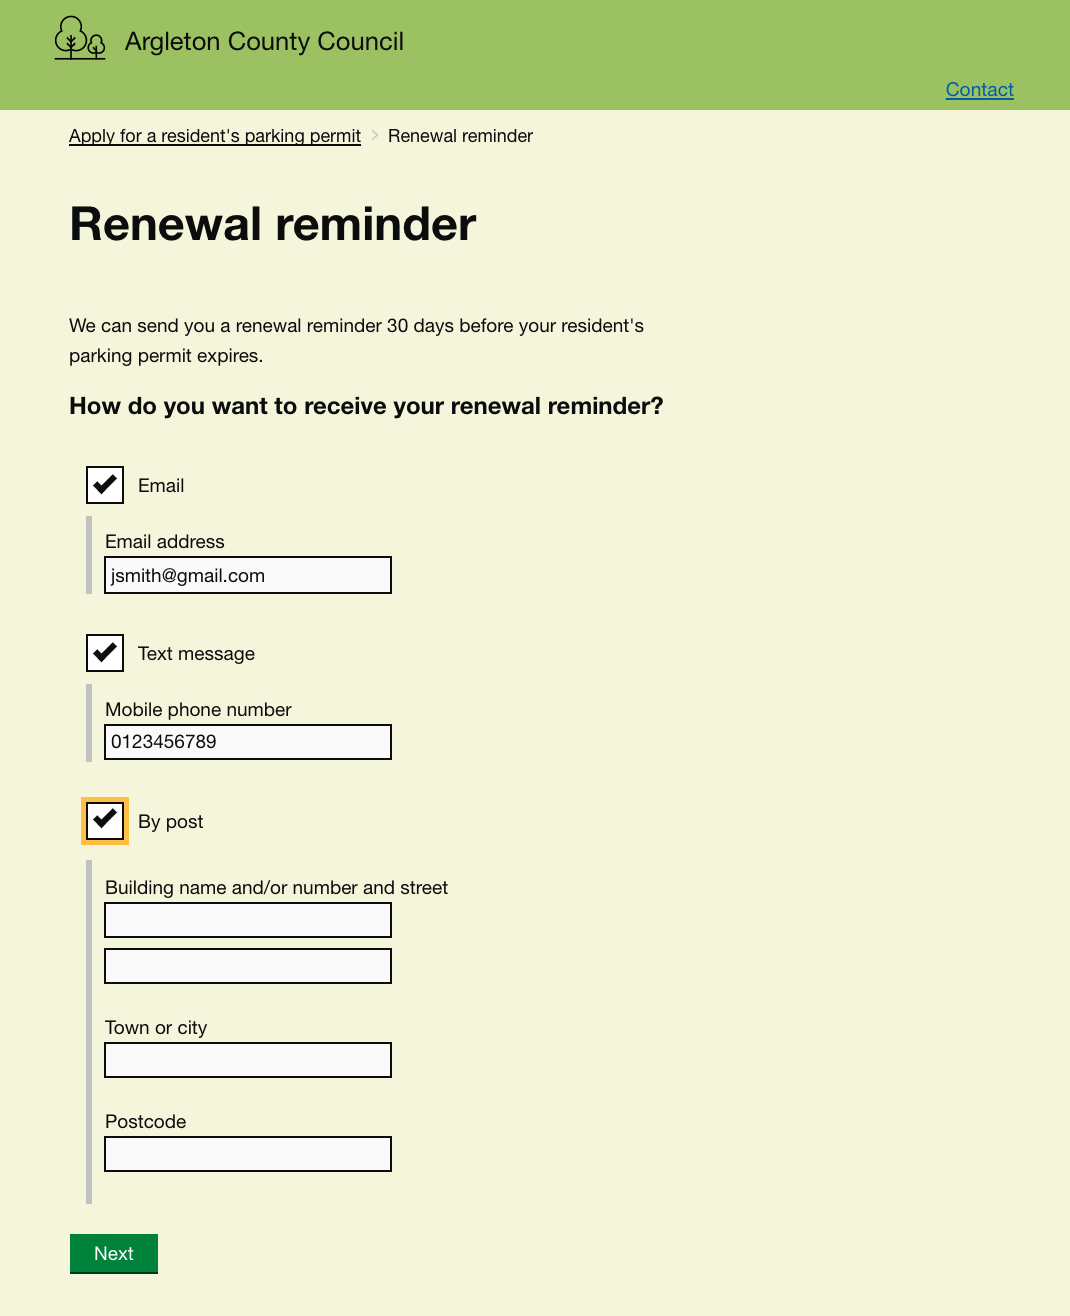 Argleton County Council
Contact
Apply for a resident's parking permit > Renewal reminder
Renewal reminder
We can send you a renewal reminder 30 days before your resident's
parking permit expires.
How do you want to receive your renewal reminder?
Email
Email address
jsmith@gmail.com
Text message
Mobile phone number
0123456789
By post
Building name and/or number and street
Town or city
Postcode
Next